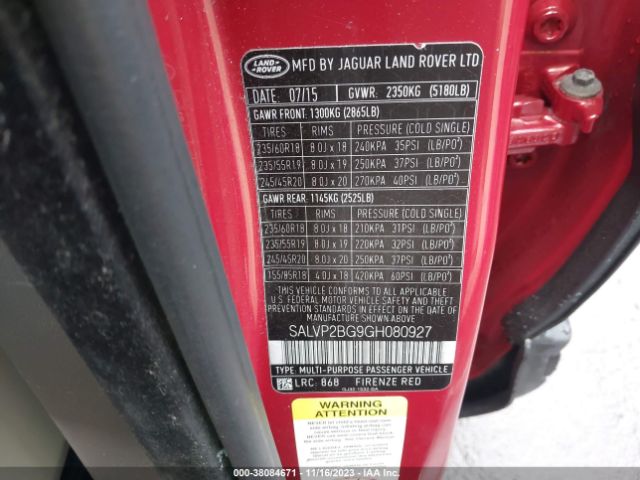 LAND ROVER
MFD BY JAGUAR LAND ROVER LTD
DATE: 07/15 GVWR: 2350KG (5180LB)
GAWR FRONT: 1300KG (2865LB)
TIRES RIMS PRESSURE (COLD SINGLE)
235/60R18 8.0J x 18 240KPA 35PSI (LB/PO²)
235/55R19 8.0J x 19 250KPA 37PSI (LB/PO²)
245/45R20 8.0J x 20 270KPA 40PSI (LB/PO²)
GAWR REAR: 1145KG (2525LB)
TIRES RIMS PRESSURE (COLD SINGLE)
235/60R18 8.0J x 18 210KPA 31PSI (LB/PO²)
235/55R19 8.0J x 19 220KPA 32PSI (LB/PO²)
245/45R20 8.0J x 20 250KPA 37PSI (LB/PO²)
155/85R18 4.0J x 18 420KPA 60PSI (LB/PO²)
THIS VEHICLE CONFORMS TO ALL APPLICABLE
U.S. FEDERAL MOTOR VEHICLE SAFETY AND THEFT
PREVENTION STANDARDS IN EFFECT ON THE DATE
OF MANUFACTURE SHOWN ABOVE
SALVP2BG9GH080927
TYPE: MULTI-PURPOSE PASSENGER VEHICLE
LRC: 868 FIRENZE RED
WARNING
ATTENTION
IAA-38084671 - 11/16/2023 - IAAI.com